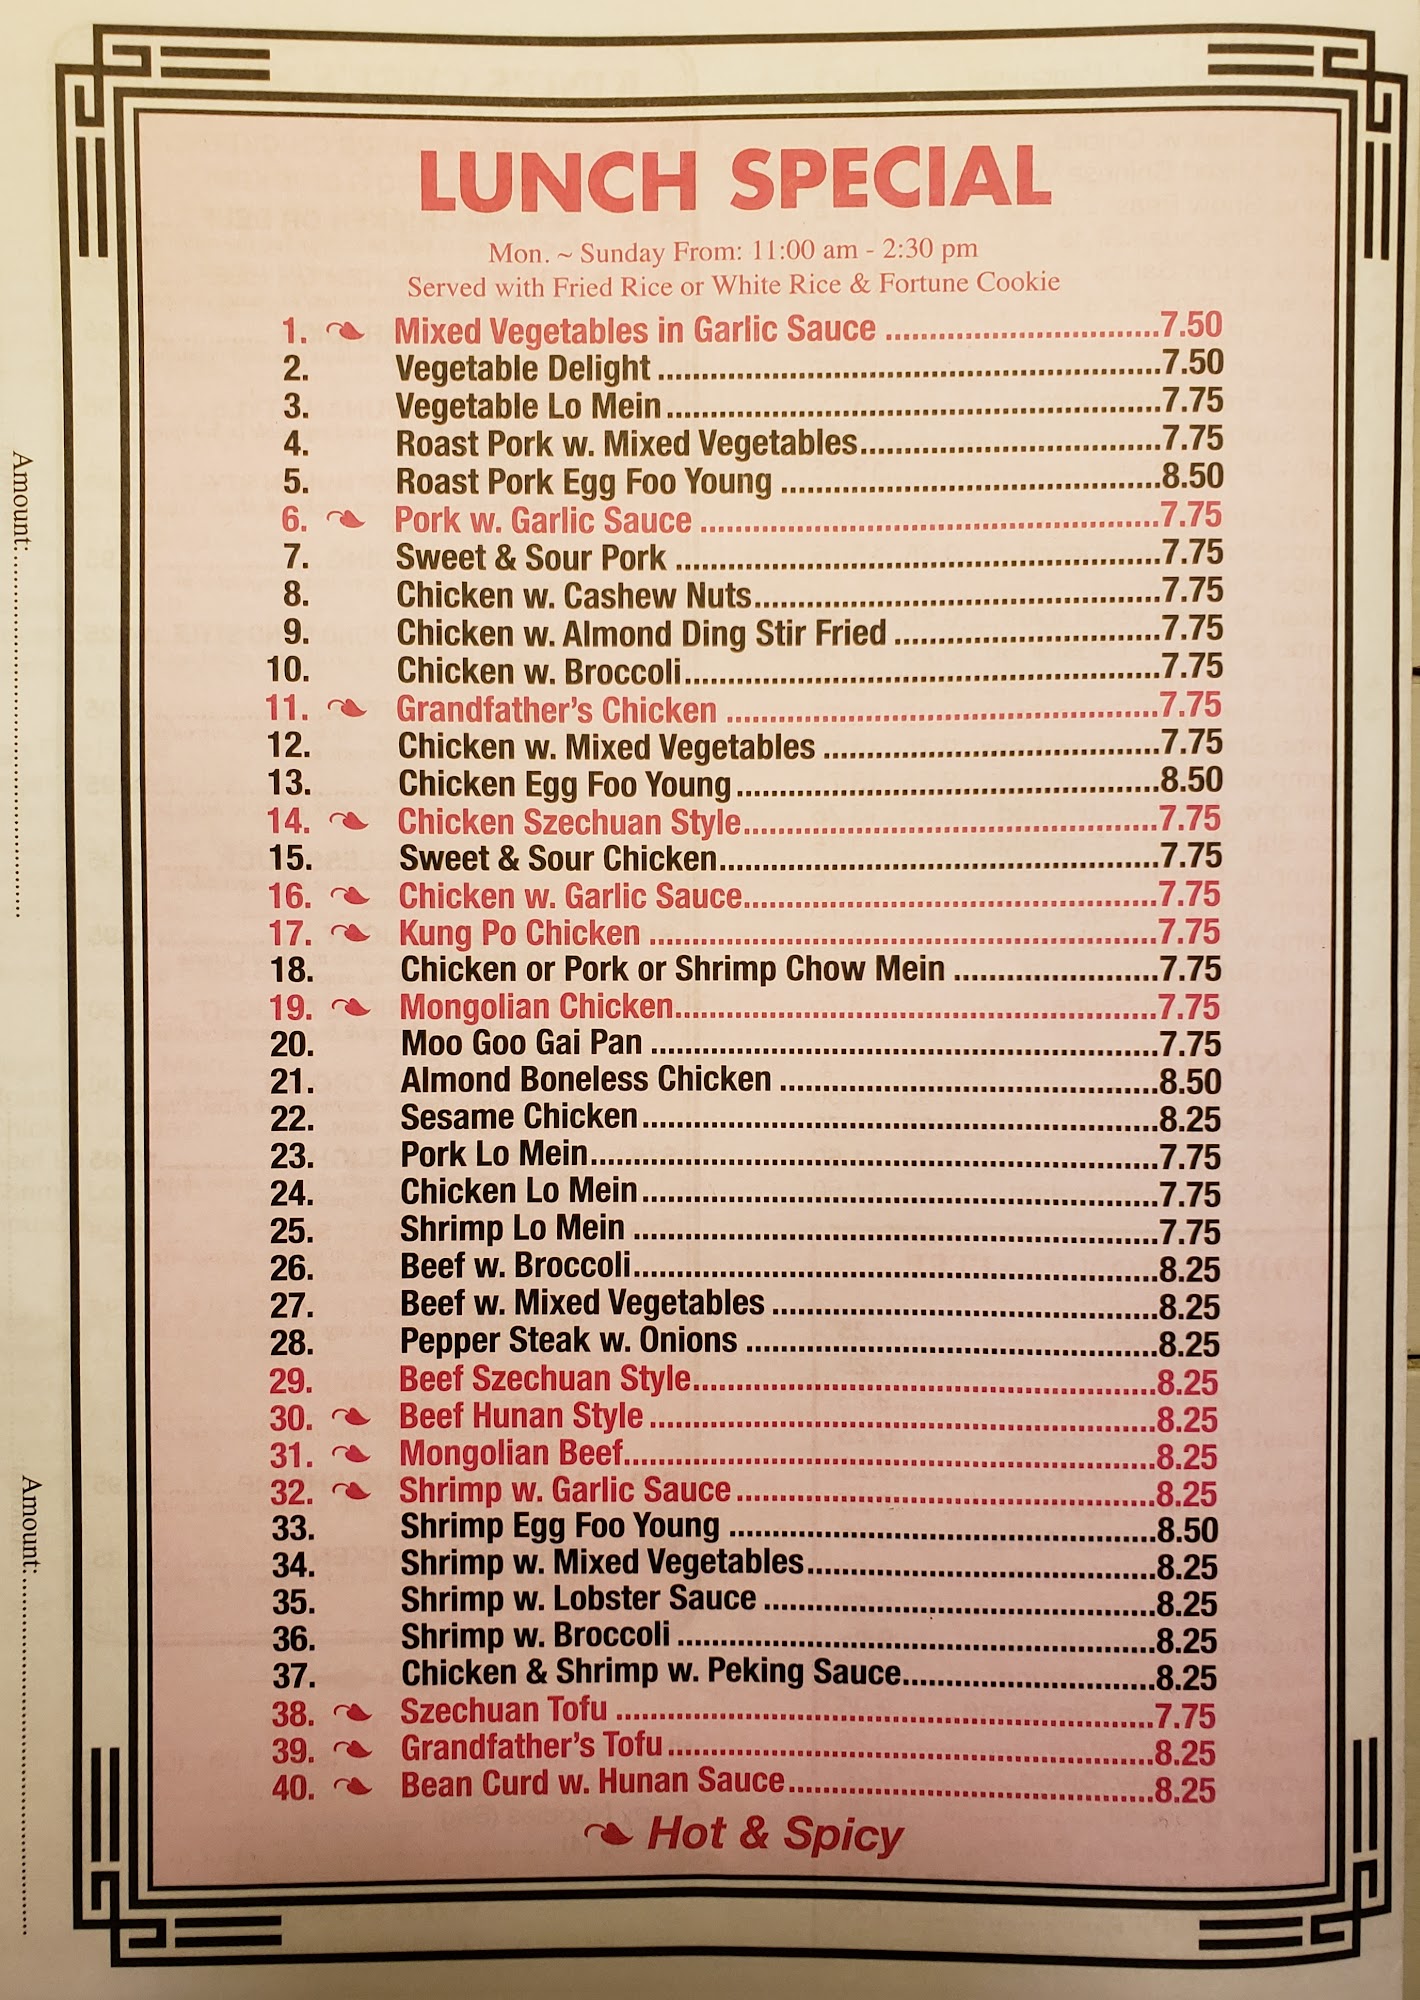 LUNCH SPECIAL
Mon. ~ Sunday From: 11:00 am - 2:30 pm
Served with Fried Rice or White Rice & Fortune Cookie
1. Mixed Vegetables in Garlic Sauce ..............................7.50
2. Vegetable Delight ..............................7.50
3. Vegetable Lo Mein..............................7.75
4. Roast Pork w. Mixed Vegetables..............................7.75
5. Roast Pork Egg Foo Young ..............................8.50
6. Pork w. Garlic Sauce ..............................7.75
7. Sweet & Sour Pork ..............................7.75
8. Chicken w. Cashew Nuts..............................7.75
9. Chicken w. Almond Ding Stir Fried ..............................7.75
10. Chicken w. Broccoli..............................7.75
11. Grandfather's Chicken ..............................7.75
12. Chicken w. Mixed Vegetables ..............................7.75
13. Chicken Egg Foo Young..............................8.50
14. Chicken Szechuan Style..............................7.75
15. Sweet & Sour Chicken..............................7.75
16. Chicken w. Garlic Sauce..............................7.75
17. Kung Po Chicken ..............................7.75
18. Chicken or Pork or Shrimp Chow Mein ..............................7.75
19. Mongolian Chicken..............................7.75
20. Moo Goo Gai Pan ..............................7.75
21. Almond Boneless Chicken ..............................8.50
22. Sesame Chicken..............................8.25
23. Pork Lo Mein..............................7.75
24. Chicken Lo Mein..............................7.75
25. Shrimp Lo Mein ..............................7.75
26. Beef w. Broccoli..............................8.25
27. Beef w. Mixed Vegetables ..............................8.25
28. Pepper Steak w. Onions ..............................8.25
29. Beef Szechuan Style..............................8.25
30. Beef Hunan Style ..............................8.25
31. Mongolian Beef..............................8.25
32. Shrimp w. Garlic Sauce ..............................8.25
33. Shrimp Egg Foo Young ..............................8.50
34. Shrimp w. Mixed Vegetables..............................8.25
35. Shrimp w. Lobster Sauce ..............................8.25
36. Shrimp w. Broccoli ..............................8.25
37. Chicken & Shrimp w. Peking Sauce..............................8.25
38. Szechuan Tofu ..............................7.75
39. Grandfather's Tofu ..............................8.25
40. Bean Curd w. Hunan Sauce..............................8.25
Hot & Spicy
Amount:..............................
Amount:..............................